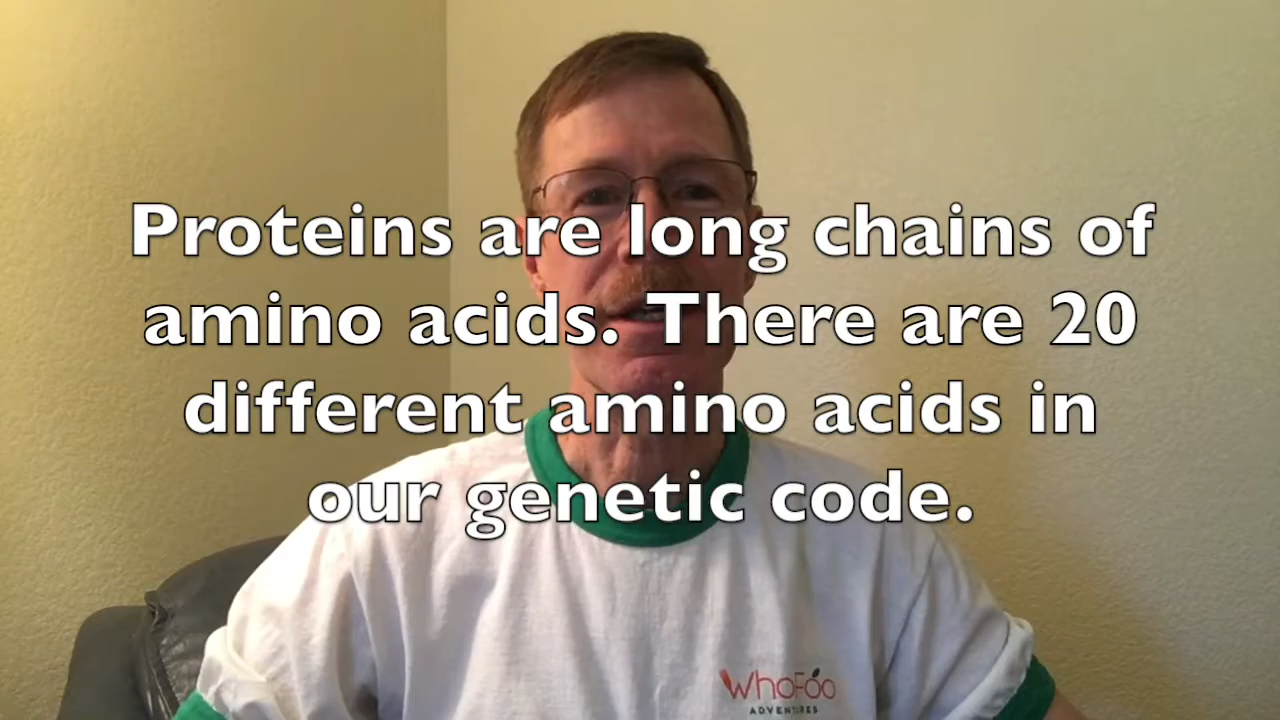 Proteins are long chains of
amino acids. There are 20
different amino acids in
our genetic code.
WhoFoo
ADVENTURES